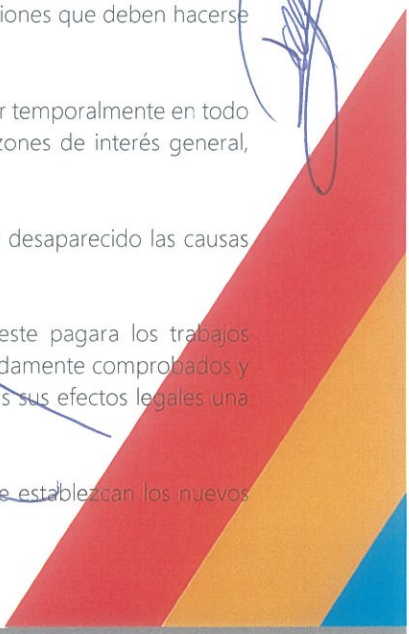 iones que deben hacerse
r temporalmente en todo
zones de interés general,
desaparecido las causas
este pagara los trabajos
damente comprobados y
s sus efectos legales una
e establezcan los nuevos